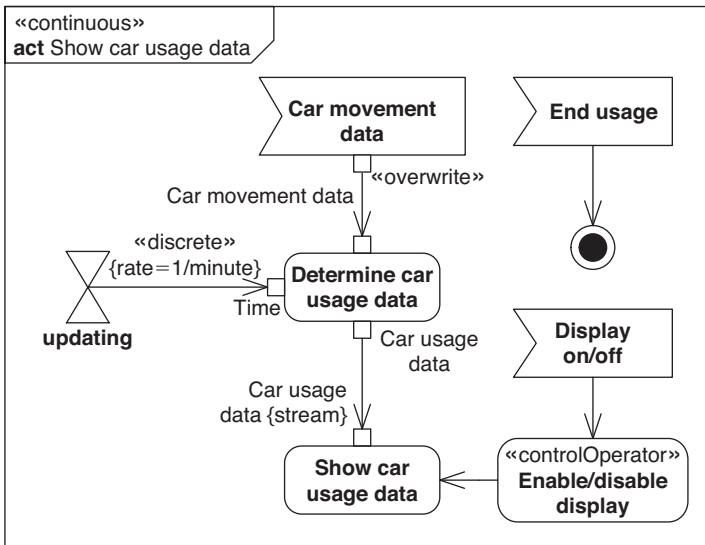 «continuous»
act Show car usage data
Car movement
data
End usage
«overwrite»
Car movement data
«discrete»
{rate=1/minute}
Determine car
usage data
Time
updating
Car usage
data
Display
on/off
Car usage
data {stream}
Show car
usage data
«controlOperator»
Enable/disable
display